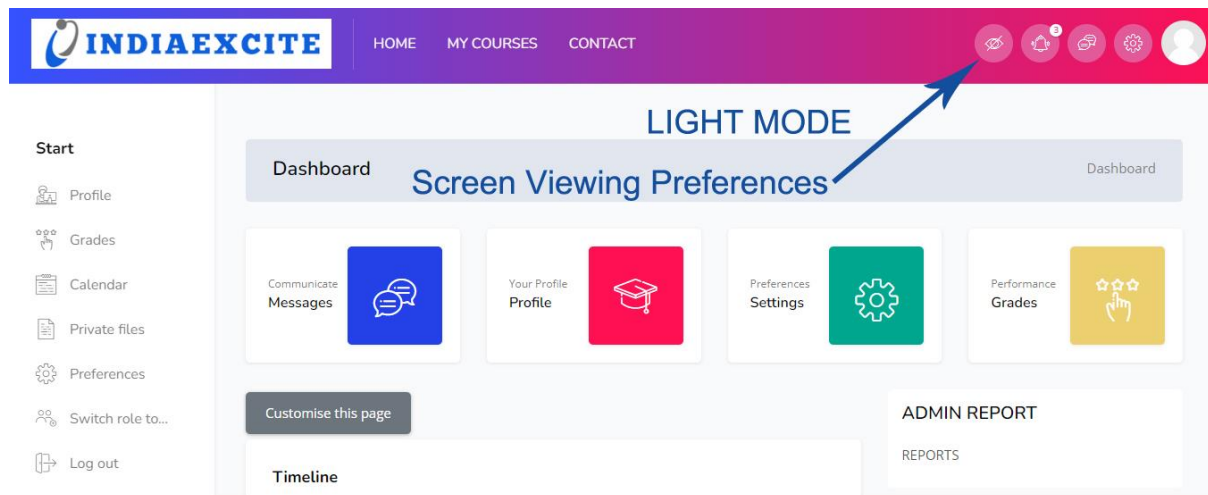 INDIAEXCITE
HOME MY COURSES CONTACT
3
LIGHT MODE
Screen Viewing Preferences
Start
Profile
Grades
Calendar
Private files
Preferences
Switch role to...
Log out
Dashboard Dashboard
Communicate
Messages
Your Profile
Profile
Preferences
Settings
Performance
Grades
Customise this page
Timeline
ADMIN REPORT
REPORTS